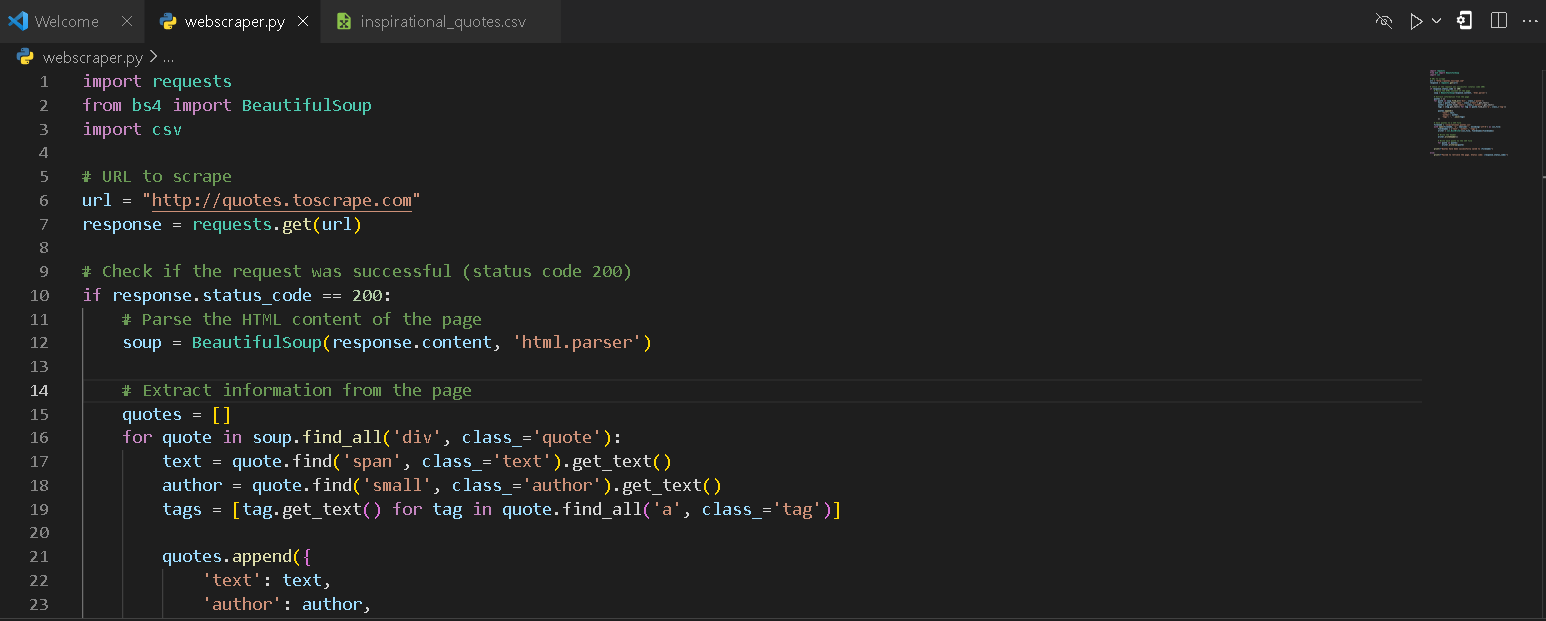 Welcome webscraper.py inspirational_quotes.csv
webscraper.py > ...
1 import requests
2 from bs4 import BeautifulSoup
3 import csv
4
5 # URL to scrape
6 url = "http://quotes.toscrape.com"
7 response = requests.get(url)
8
9 # Check if the request was successful (status code 200)
10 if response.status_code == 200:
11     # Parse the HTML content of the page
12     soup = BeautifulSoup(response.content, 'html.parser')
13
14     # Extract information from the page
15     quotes = []
16     for quote in soup.find_all('div', class_='quote'):
17         text = quote.find('span', class_='text').get_text()
18         author = quote.find('small', class_='author').get_text()
19         tags = [tag.get_text() for tag in quote.find_all('a', class_='tag')]
20
21         quotes.append({
22             'text': text,
23             'author': author,